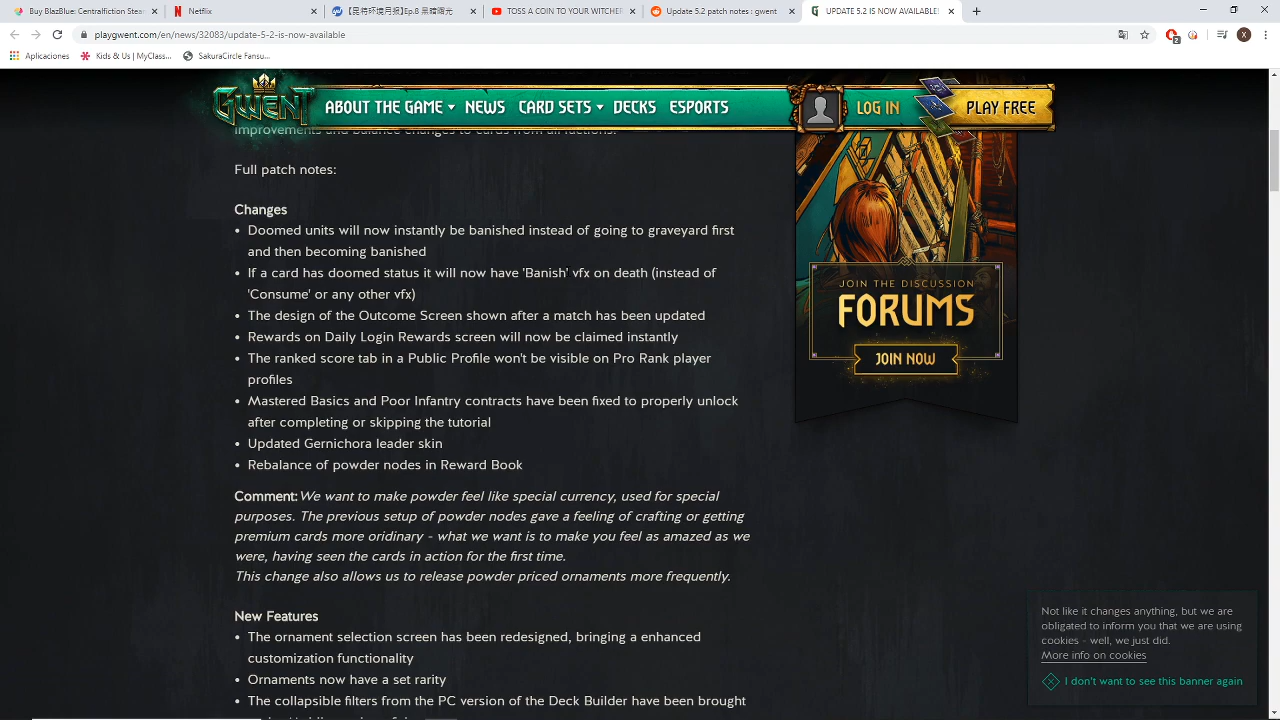 Buy BlazBlue: Centralfiction Stea
Netflix
【昆特环境月报】Ep.8 黑暗曙光
TOSS A COIN TO YOUR WITCHER
Update 5.2 patch notes : gwent
UPDATE 5.2 IS NOW AVAILABLE!
playgwent.com/en/news/32083/update-5-2-is-now-available
2
X
Aplicaciones
Kids & Us | MyClass...
SakuraCircle Fansu...
GWENT
ABOUT THE GAME
NEWS
CARD SETS
DECKS
ESPORTS
LOG IN
PLAY FREE
improvements and balance changes to cards from all factions.
Full patch notes:
Changes
• Doomed units will now instantly be banished instead of going to graveyard first
and then becoming banished
• If a card has doomed status it will now have 'Banish' vfx on death (instead of
'Consume' or any other vfx)
• The design of the Outcome Screen shown after a match has been updated
• Rewards on Daily Login Rewards screen will now be claimed instantly
• The ranked score tab in a Public Profile won't be visible on Pro Rank player
profiles
• Mastered Basics and Poor Infantry contracts have been fixed to properly unlock
after completing or skipping the tutorial
• Updated Gernichora leader skin
• Rebalance of powder nodes in Reward Book
Comment: We want to make powder feel like special currency, used for special
purposes. The previous setup of powder nodes gave a feeling of crafting or getting
premium cards more oridinary - what we want is to make you feel as amazed as we
were, having seen the cards in action for the first time.
This change also allows us to release powder priced ornaments more frequently.
New Features
• The ornament selection screen has been redesigned, bringing a enhanced
customization functionality
• Ornaments now have a set rarity
• The collapsible filters from the PC version of the Deck Builder have been brought
JOIN THE DISCUSSION
FORUMS
JOIN NOW
Not like it changes anything, but we are
obligated to inform you that we are using
cookies - well, we just did.
More info on cookies
I don't want to see this banner again